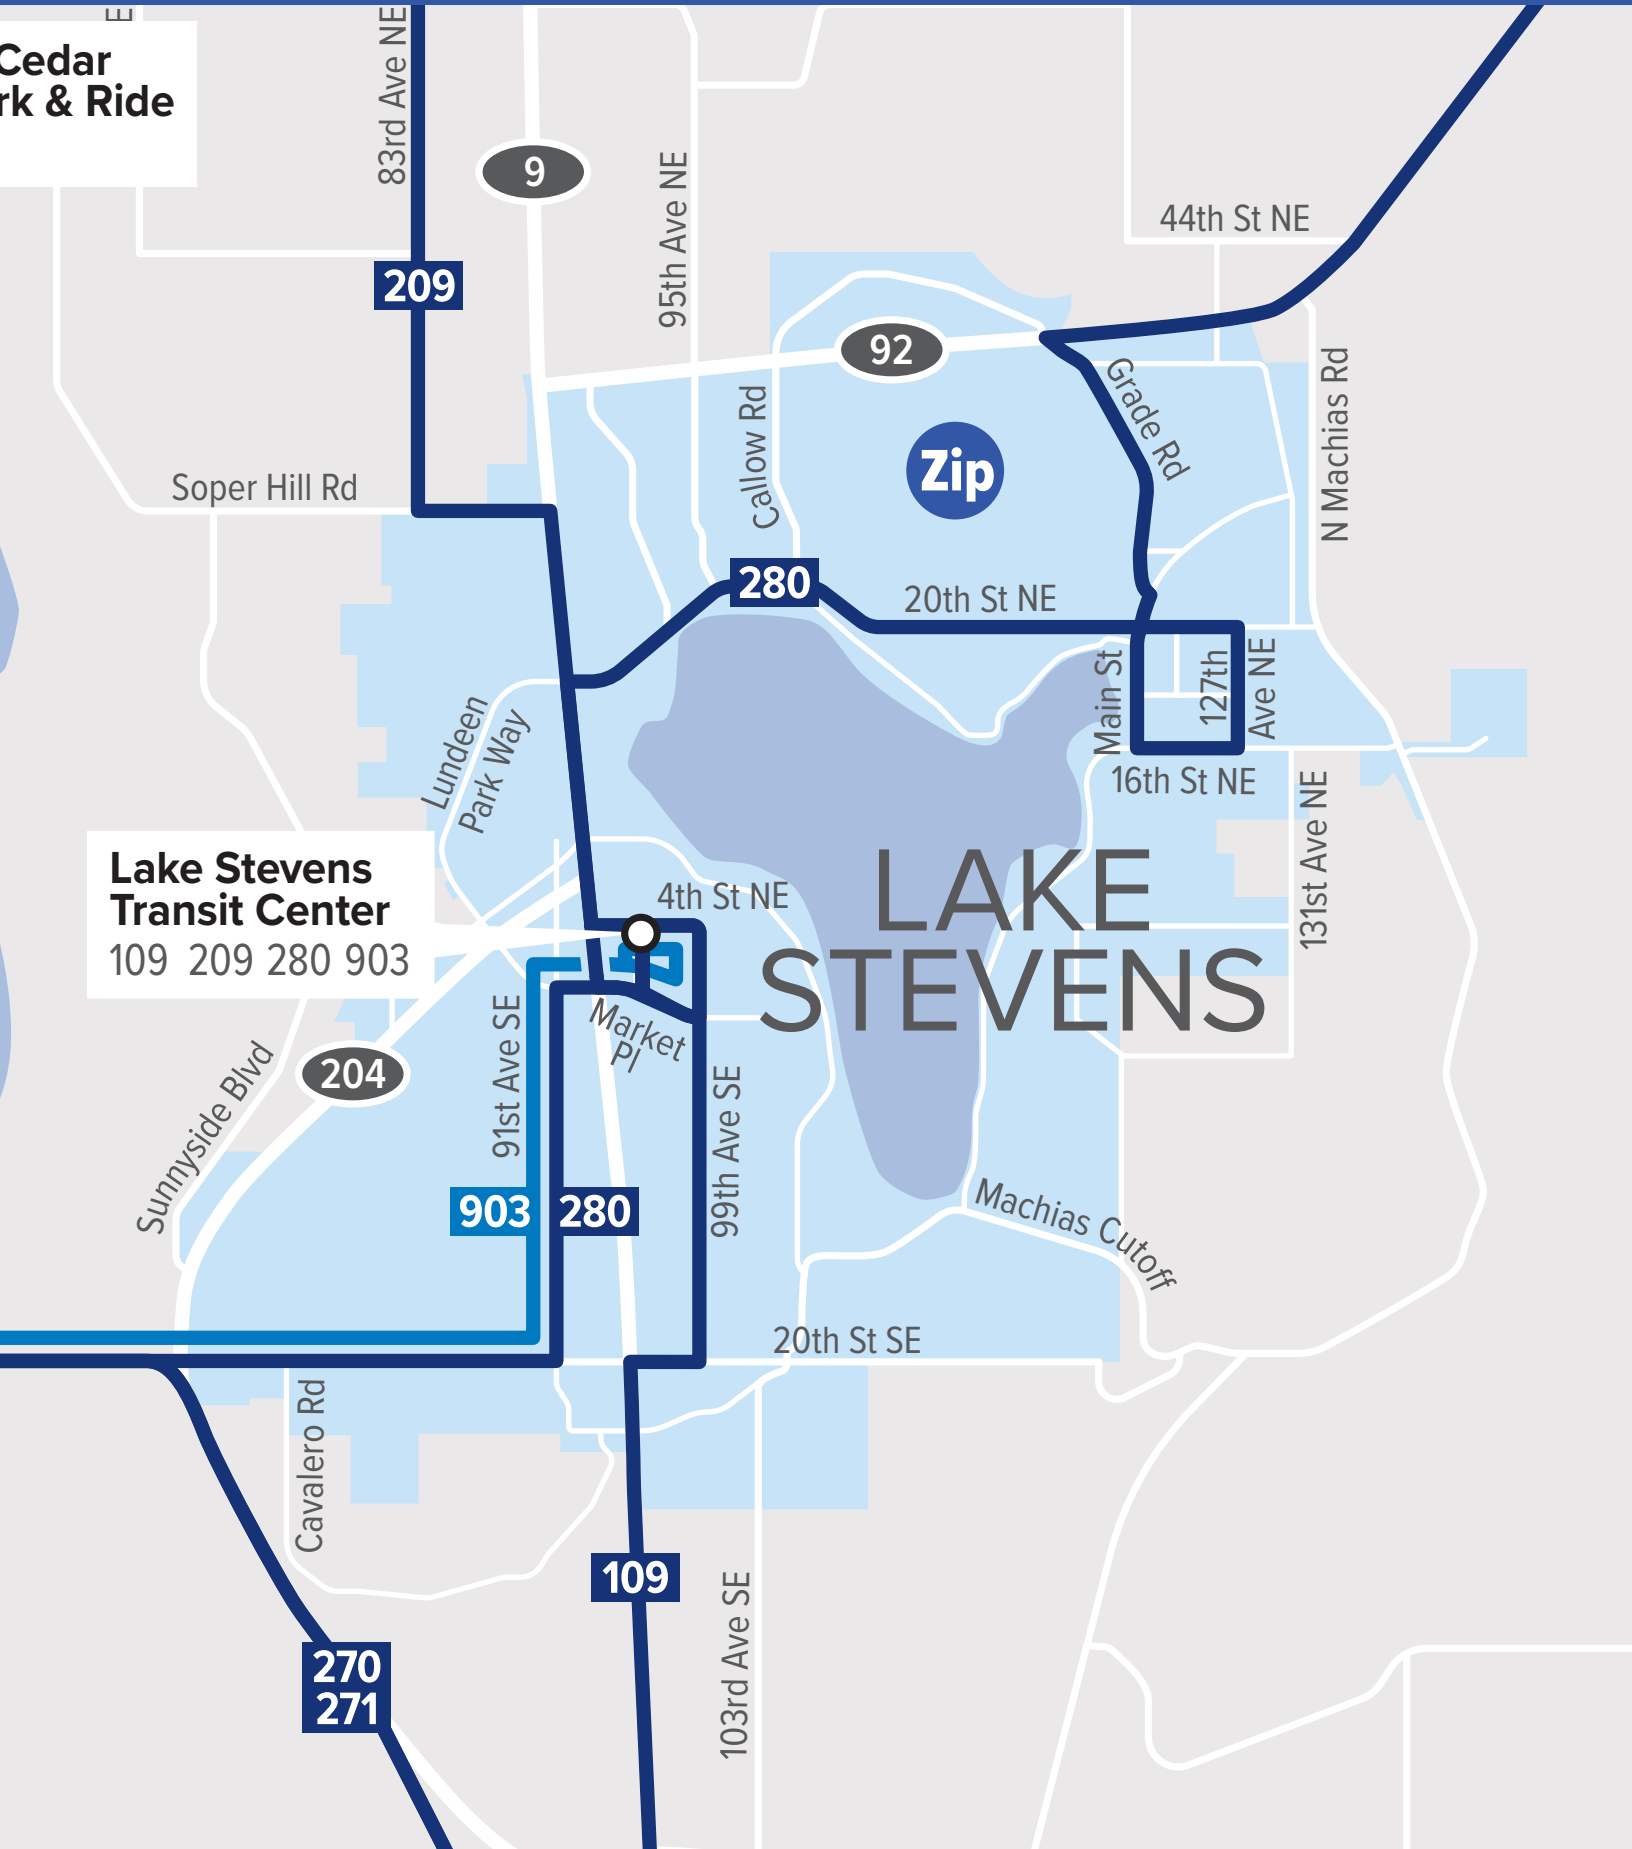 E
Cedar
rk & Ride
83rd Ave NE
9
95th Ave NE
44th St NE
209
92
Grade Rd
N Machias Rd
Callow Rd
Zip
Soper Hill Rd
280
20th St NE
Main St
127th
Ave NE
Lundeen
Park Way
16th St NE
131st Ave NE
Lake Stevens
Transit Center
109 209 280 903
4th St NE
LAKE
STEVENS
Market
Pl
91st Ave SE
204
Sunnyside Blvd
99th Ave SE
903
280
Machias Cutoff
20th St SE
Cavalero Rd
109
103rd Ave SE
270
271